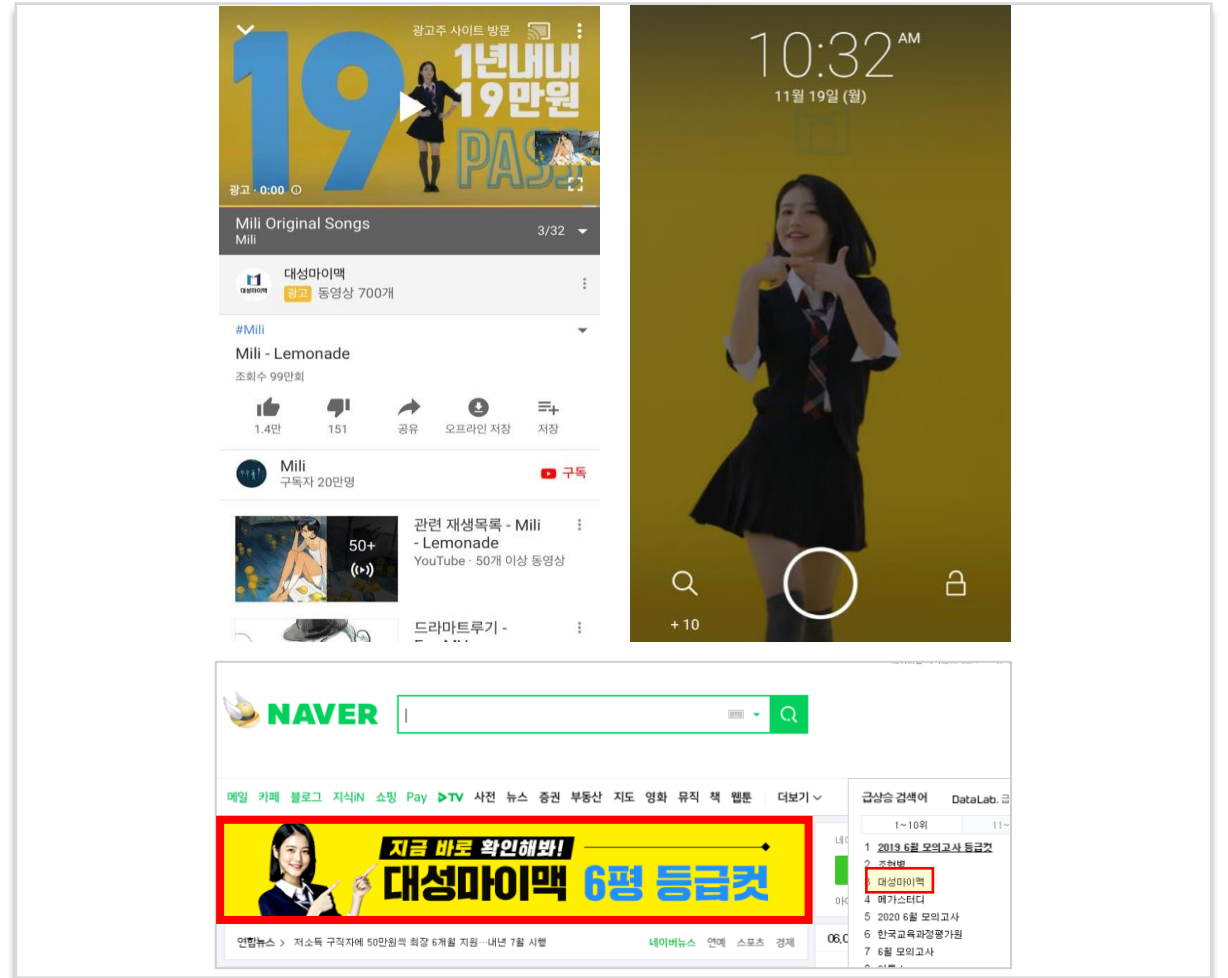 광고주 사이트 방문
19
1년내내
19만원
PASS
광고 · 0:00
Mili Original Songs
Mili
3/32
대성마이맥
대성마이맥
광고 동영상 700개
#Mili
Mili - Lemonade
조회수 99만회
1.4만 151 공유 오프라인 저장 저장
Mili
구독자 20만명
구독
50+
관련 재생목록 - Mili
- Lemonade
YouTube · 50개 이상 동영상
드라마트루기 -
10:32 AM
11월 19일 (월)
+ 10
NAVER
메일 카페 블로그 지식iN 쇼핑 Pay TV 사전 뉴스 증권 부동산 지도 영화 뮤직 책 웹툰 더보기
급상승 검색어 DataLab. 급
1~10위 11~
1 2019 6월 모의고사 등급컷
2 조현병
3 대성마이맥
4 메가스터디
5 2020 6월 모의고사
6 한국교육과정평가원
7 6월 모의고사
지금 바로 확인해봐!
대성마이맥 6평 등급컷
연합뉴스 > 저소득 구직자에 50만원씩 최장 6개월 지원…내년 7월 시행
네이버뉴스 연예 스포츠 경제